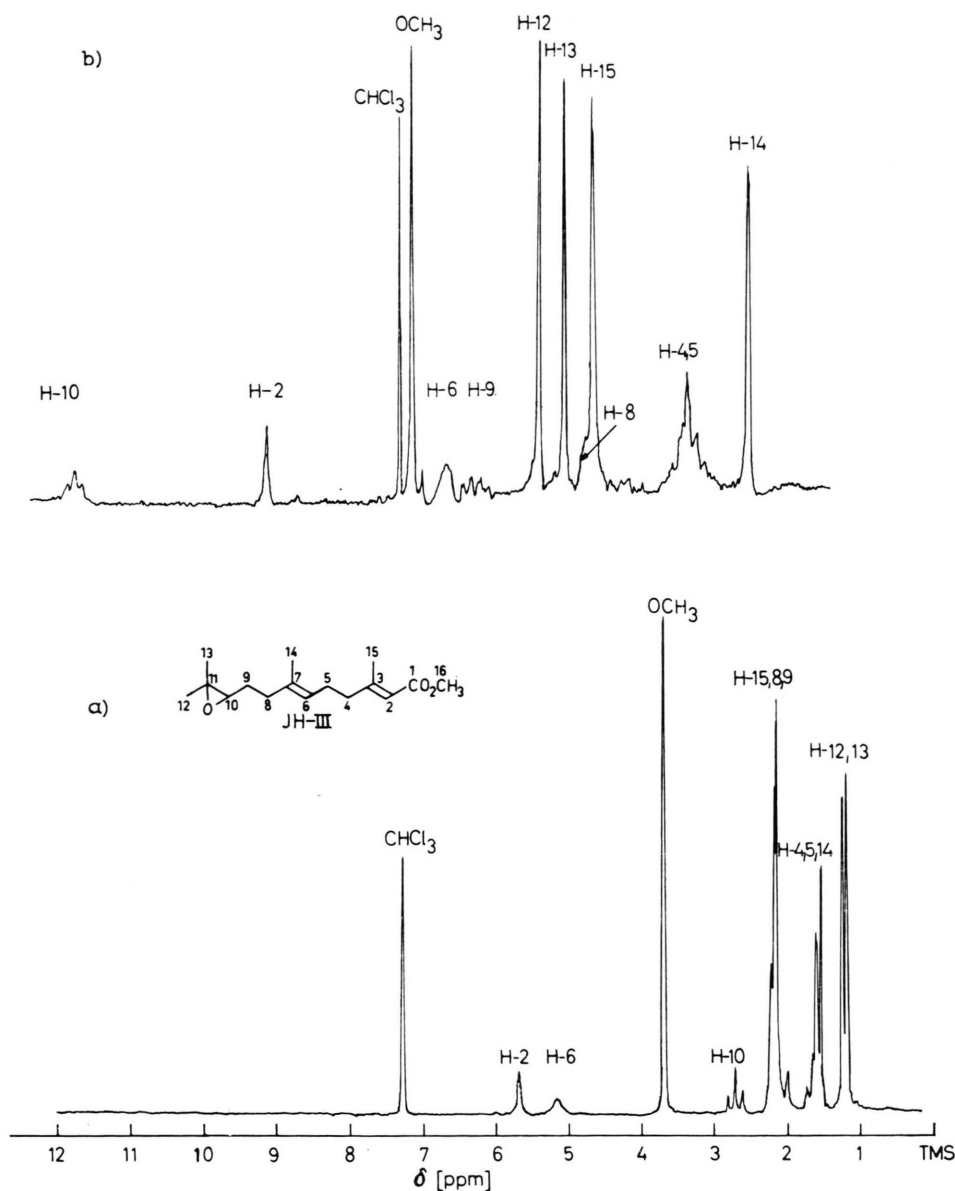 b)
OCH3
CHCl3
H-12
H-13
H-15
H-14
H-10
H-2
H-6
H-9
H-8
H-4,5
a)
13
14
15
1
16
11
9
7
5
3
CO2CH3
12
O
10
8
6
4
2
JH-III
CHCl3
H-2
H-6
OCH3
H-10
H-15,8,9
H-4,5,14
H-12,13
12 11 10 9 8 7 6 5 4 3 2 1 TMS
δ [ppm]